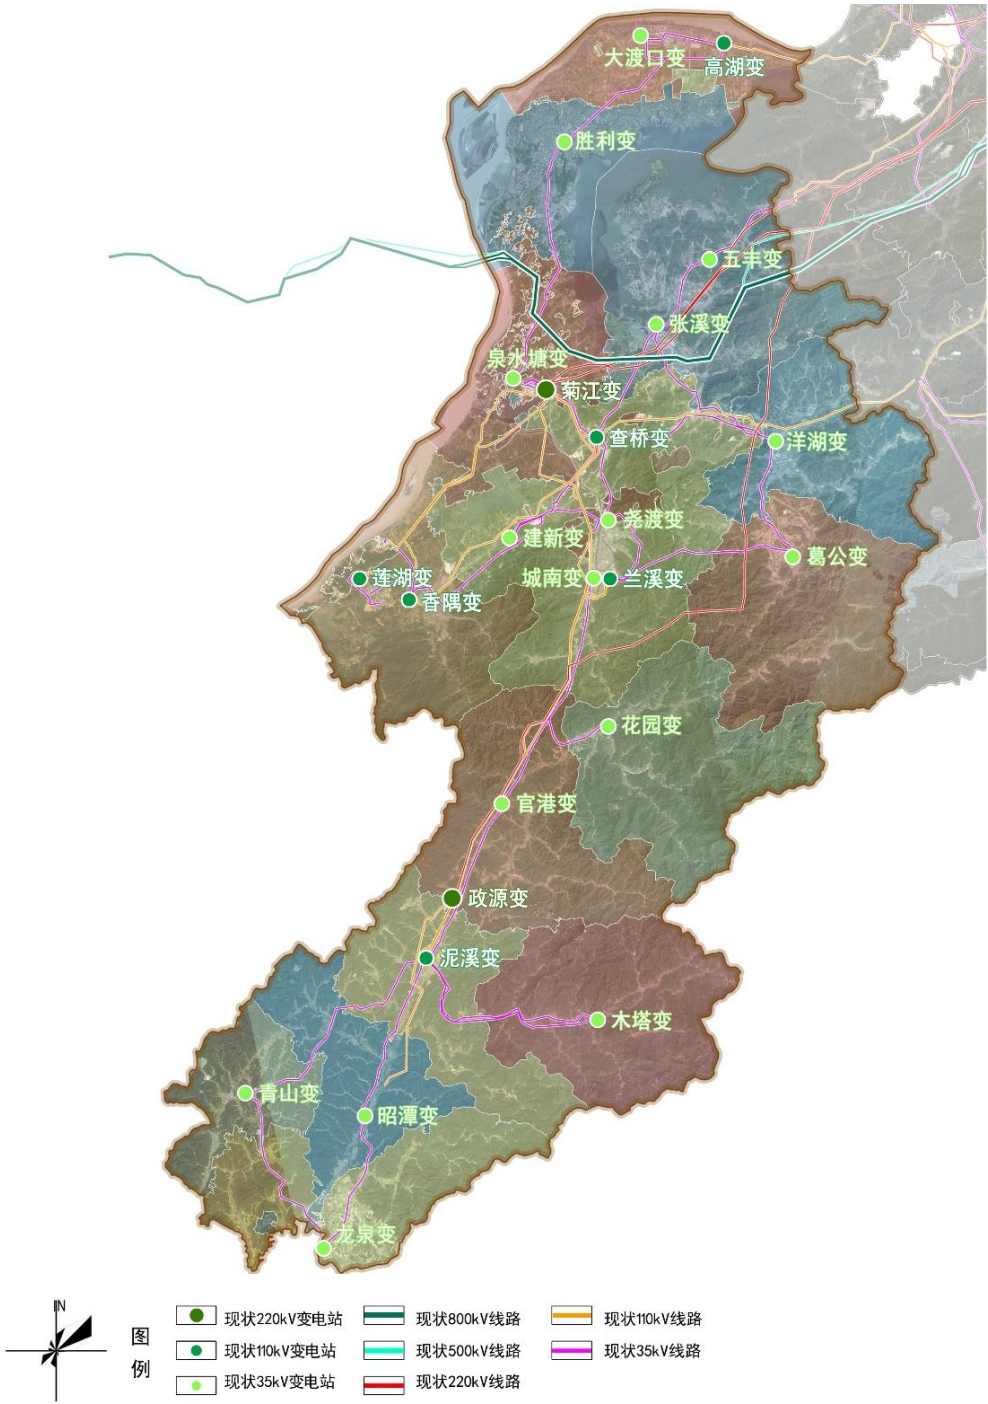 大渡口变
高湖变
胜利变
五丰变
张溪变
泉水塘变
菊江变
查桥变
洋湖变
尧渡变
建新变
葛公变
莲湖变
城南变
兰溪变
香隅变
花园变
官港变
政源变
泥溪变
木塔变
青山变
昭潭变
龙泉变
N
图例
现状220kV变电站
现状800kV线路
现状110kV线路
现状110kV变电站
现状500kV线路
现状35kV线路
现状35kV变电站
现状220kV线路